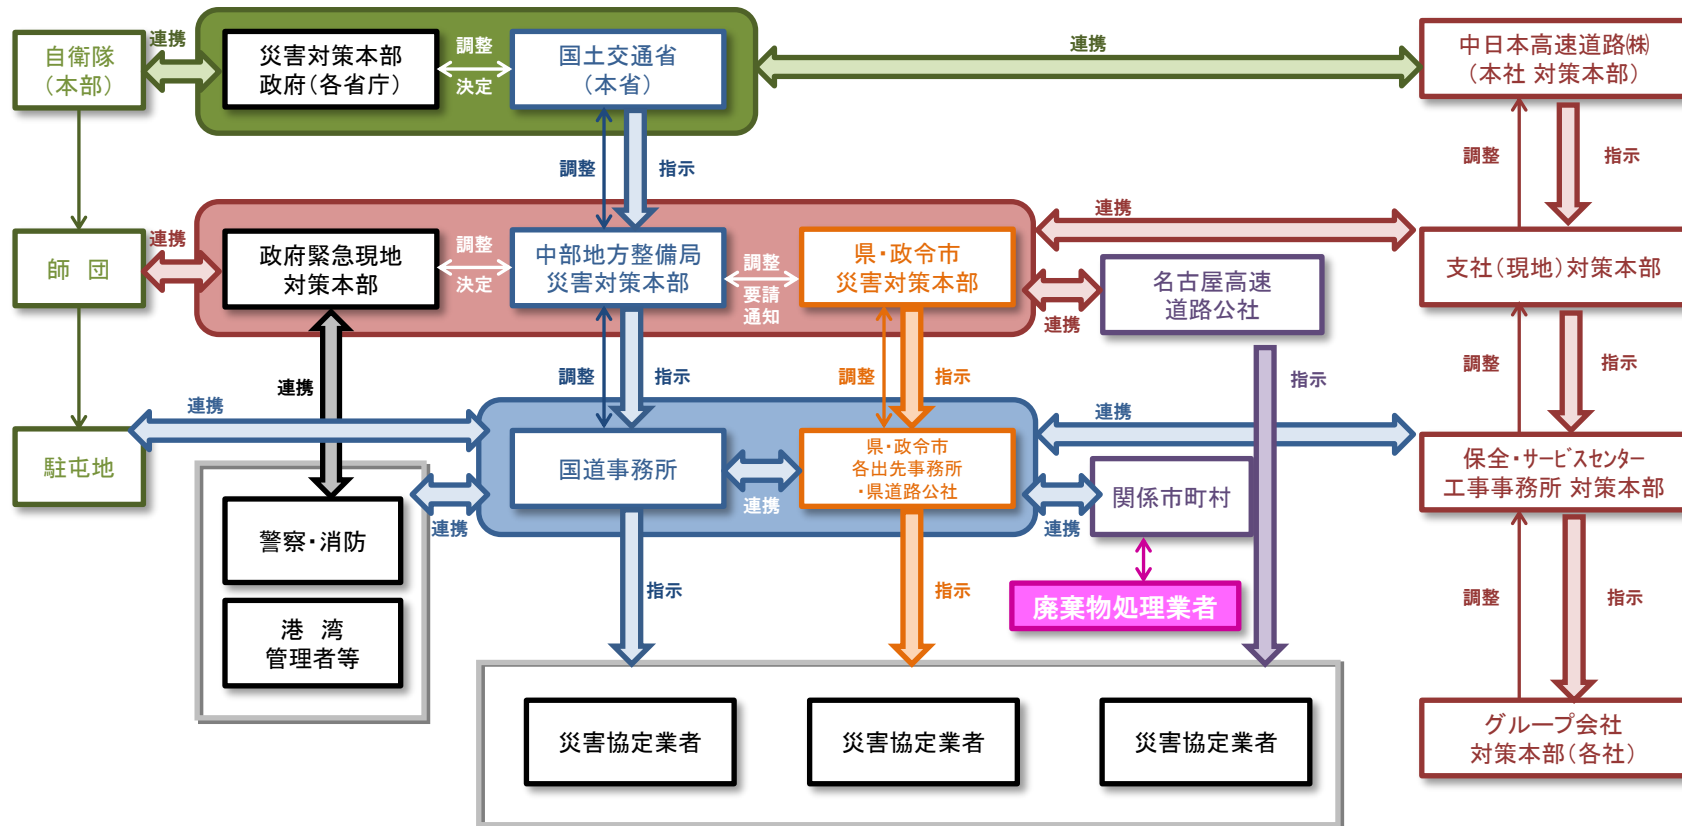 自衛隊
(本部)
連携
災害対策本部
政府(各省庁)
調整
決定
国土交通省
(本省)
連携
中日本高速道路㈱
(本社 対策本部)
調整
指示
調整
指示
師 団
連携
政府緊急現地
対策本部
調整
決定
中部地方整備局
災害対策本部
調整
要請
通知
県・政令市
災害対策本部
連携
連携
名古屋高速
道路公社
支社(現地)対策本部
連携
調整
指示
調整
指示
指示
調整
指示
駐屯地
連携
国道事務所
連携
県・政令市
各出先事務所
・県道路公社
連携
連携
関係市町村
保全・サービスセンター
工事事務所 対策本部
連携
警察・消防
港 湾
管理者等
指示
指示
廃棄物処理業者
調整
指示
災害協定業者
災害協定業者
災害協定業者
グループ会社
対策本部(各社)